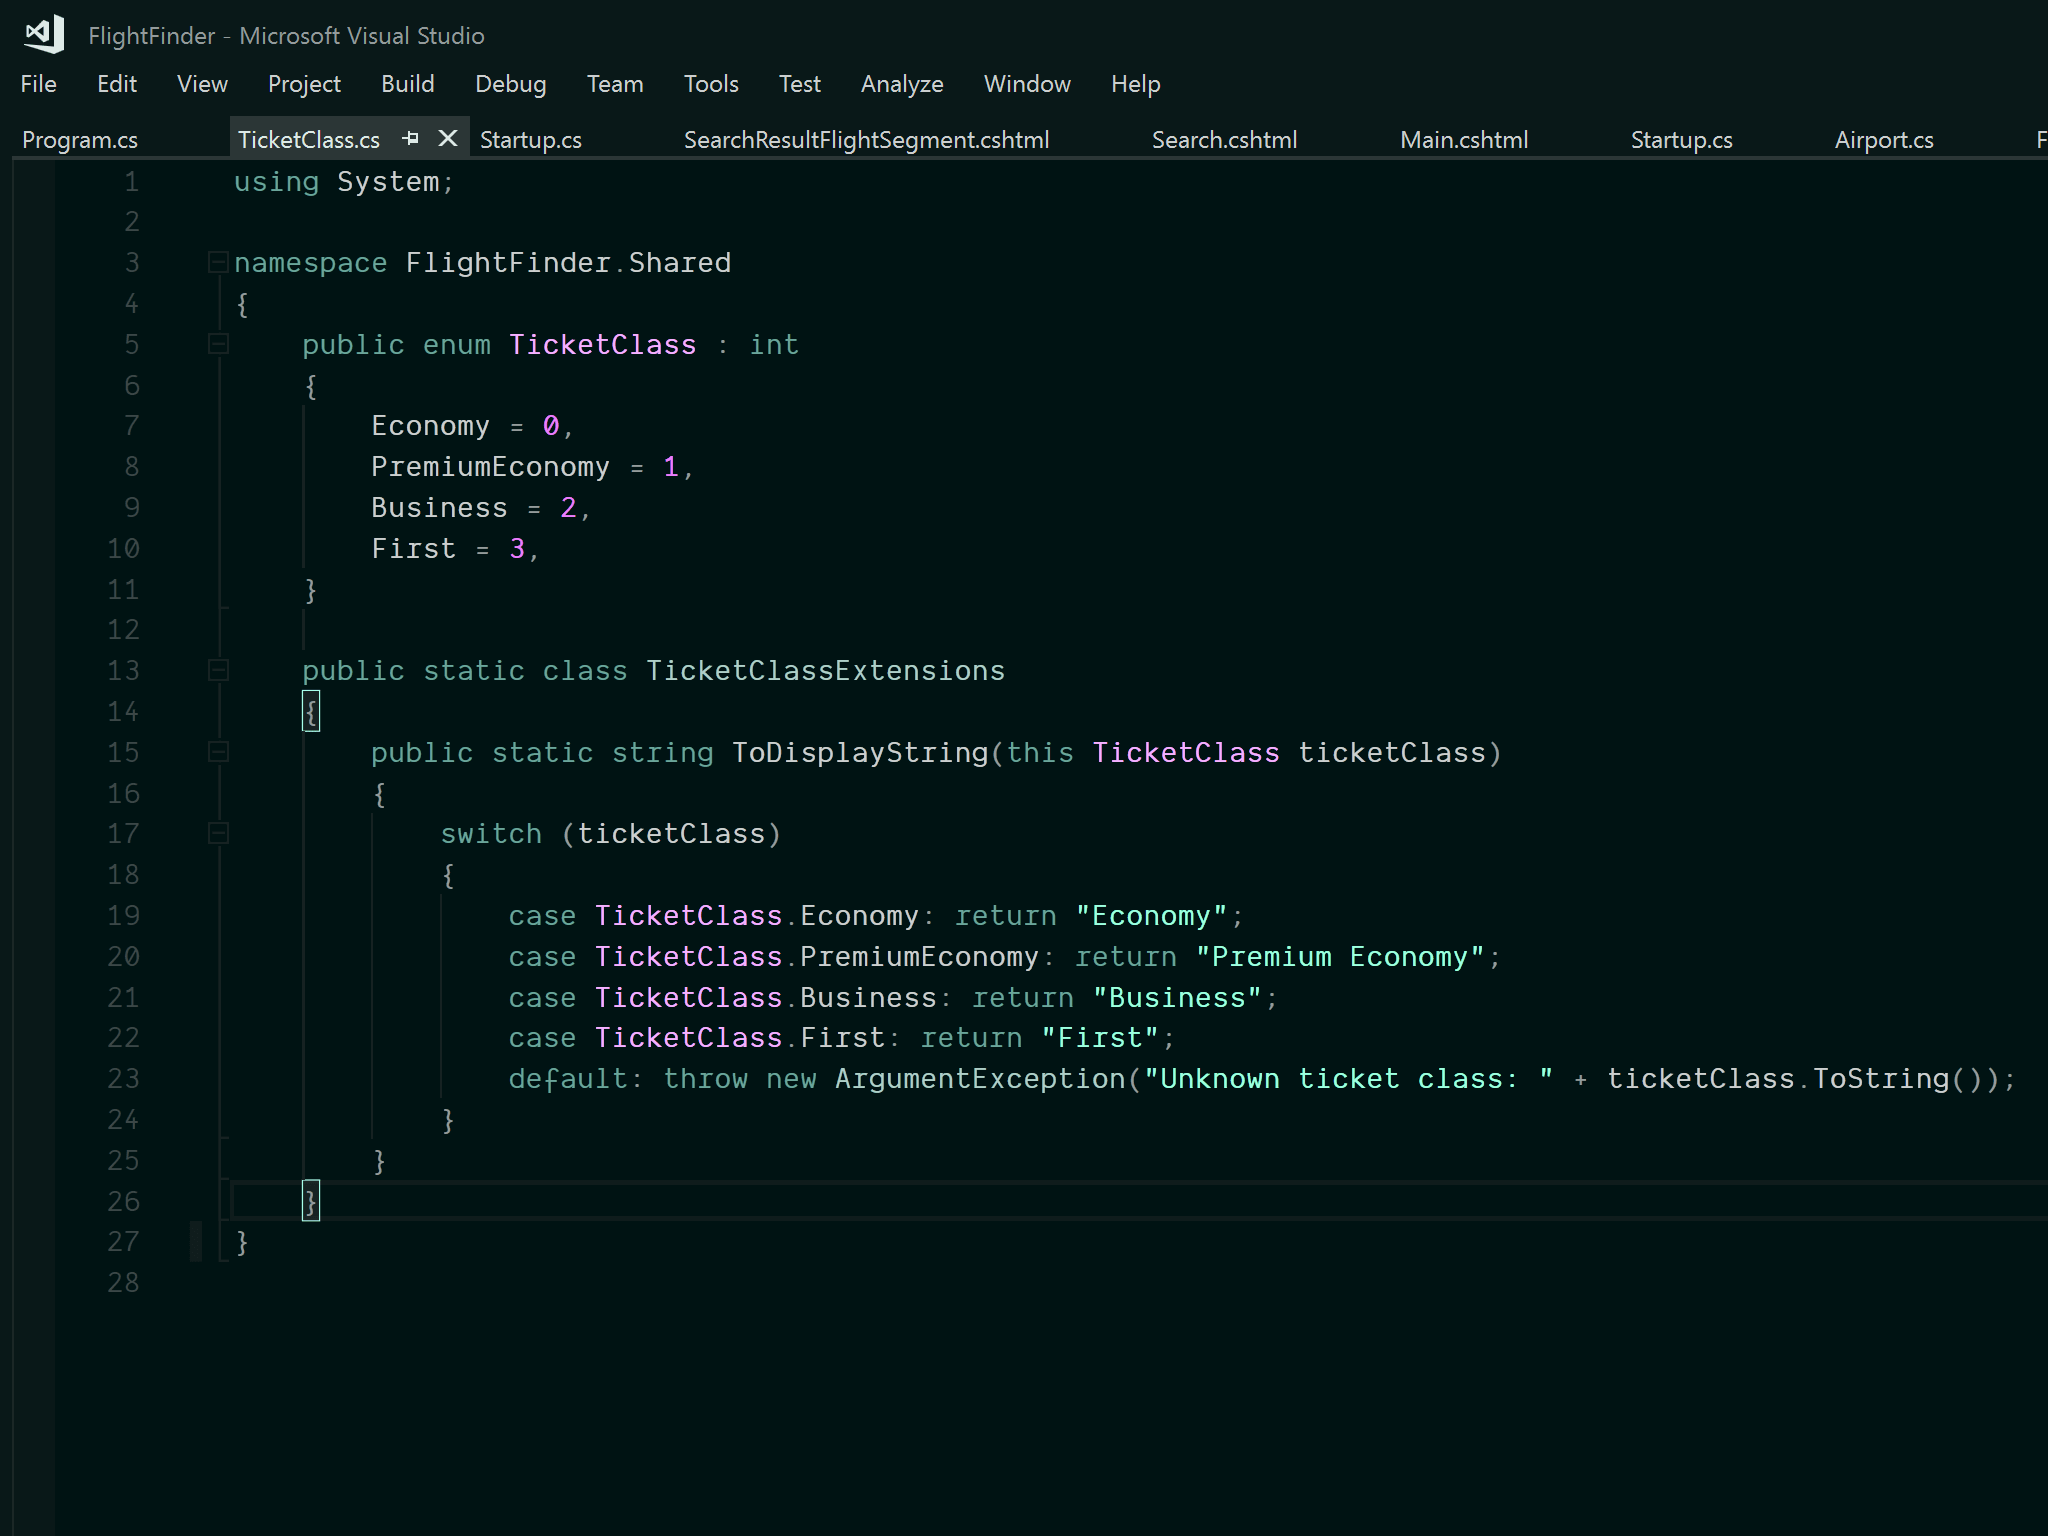 FlightFinder - Microsoft Visual Studio
File Edit View Project Build Debug Team Tools Test Analyze Window Help
Program.cs TicketClass.cs Startup.cs SearchResultFlightSegment.cshtml Search.cshtml Main.cshtml Startup.cs Airport.cs F
1 using System;
2
3 namespace FlightFinder.Shared
4 {
5 public enum TicketClass : int
6 {
7 Economy = 0,
8 PremiumEconomy = 1,
9 Business = 2,
10 First = 3,
11 }
12
13 public static class TicketClassExtensions
14 {
15 public static string ToDisplayString(this TicketClass ticketClass)
16 {
17 switch (ticketClass)
18 {
19 case TicketClass.Economy: return "Economy";
20 case TicketClass.PremiumEconomy: return "Premium Economy";
21 case TicketClass.Business: return "Business";
22 case TicketClass.First: return "First";
23 default: throw new ArgumentException("Unknown ticket class: " + ticketClass.ToString());
24 }
25 }
26 }
27 }
28